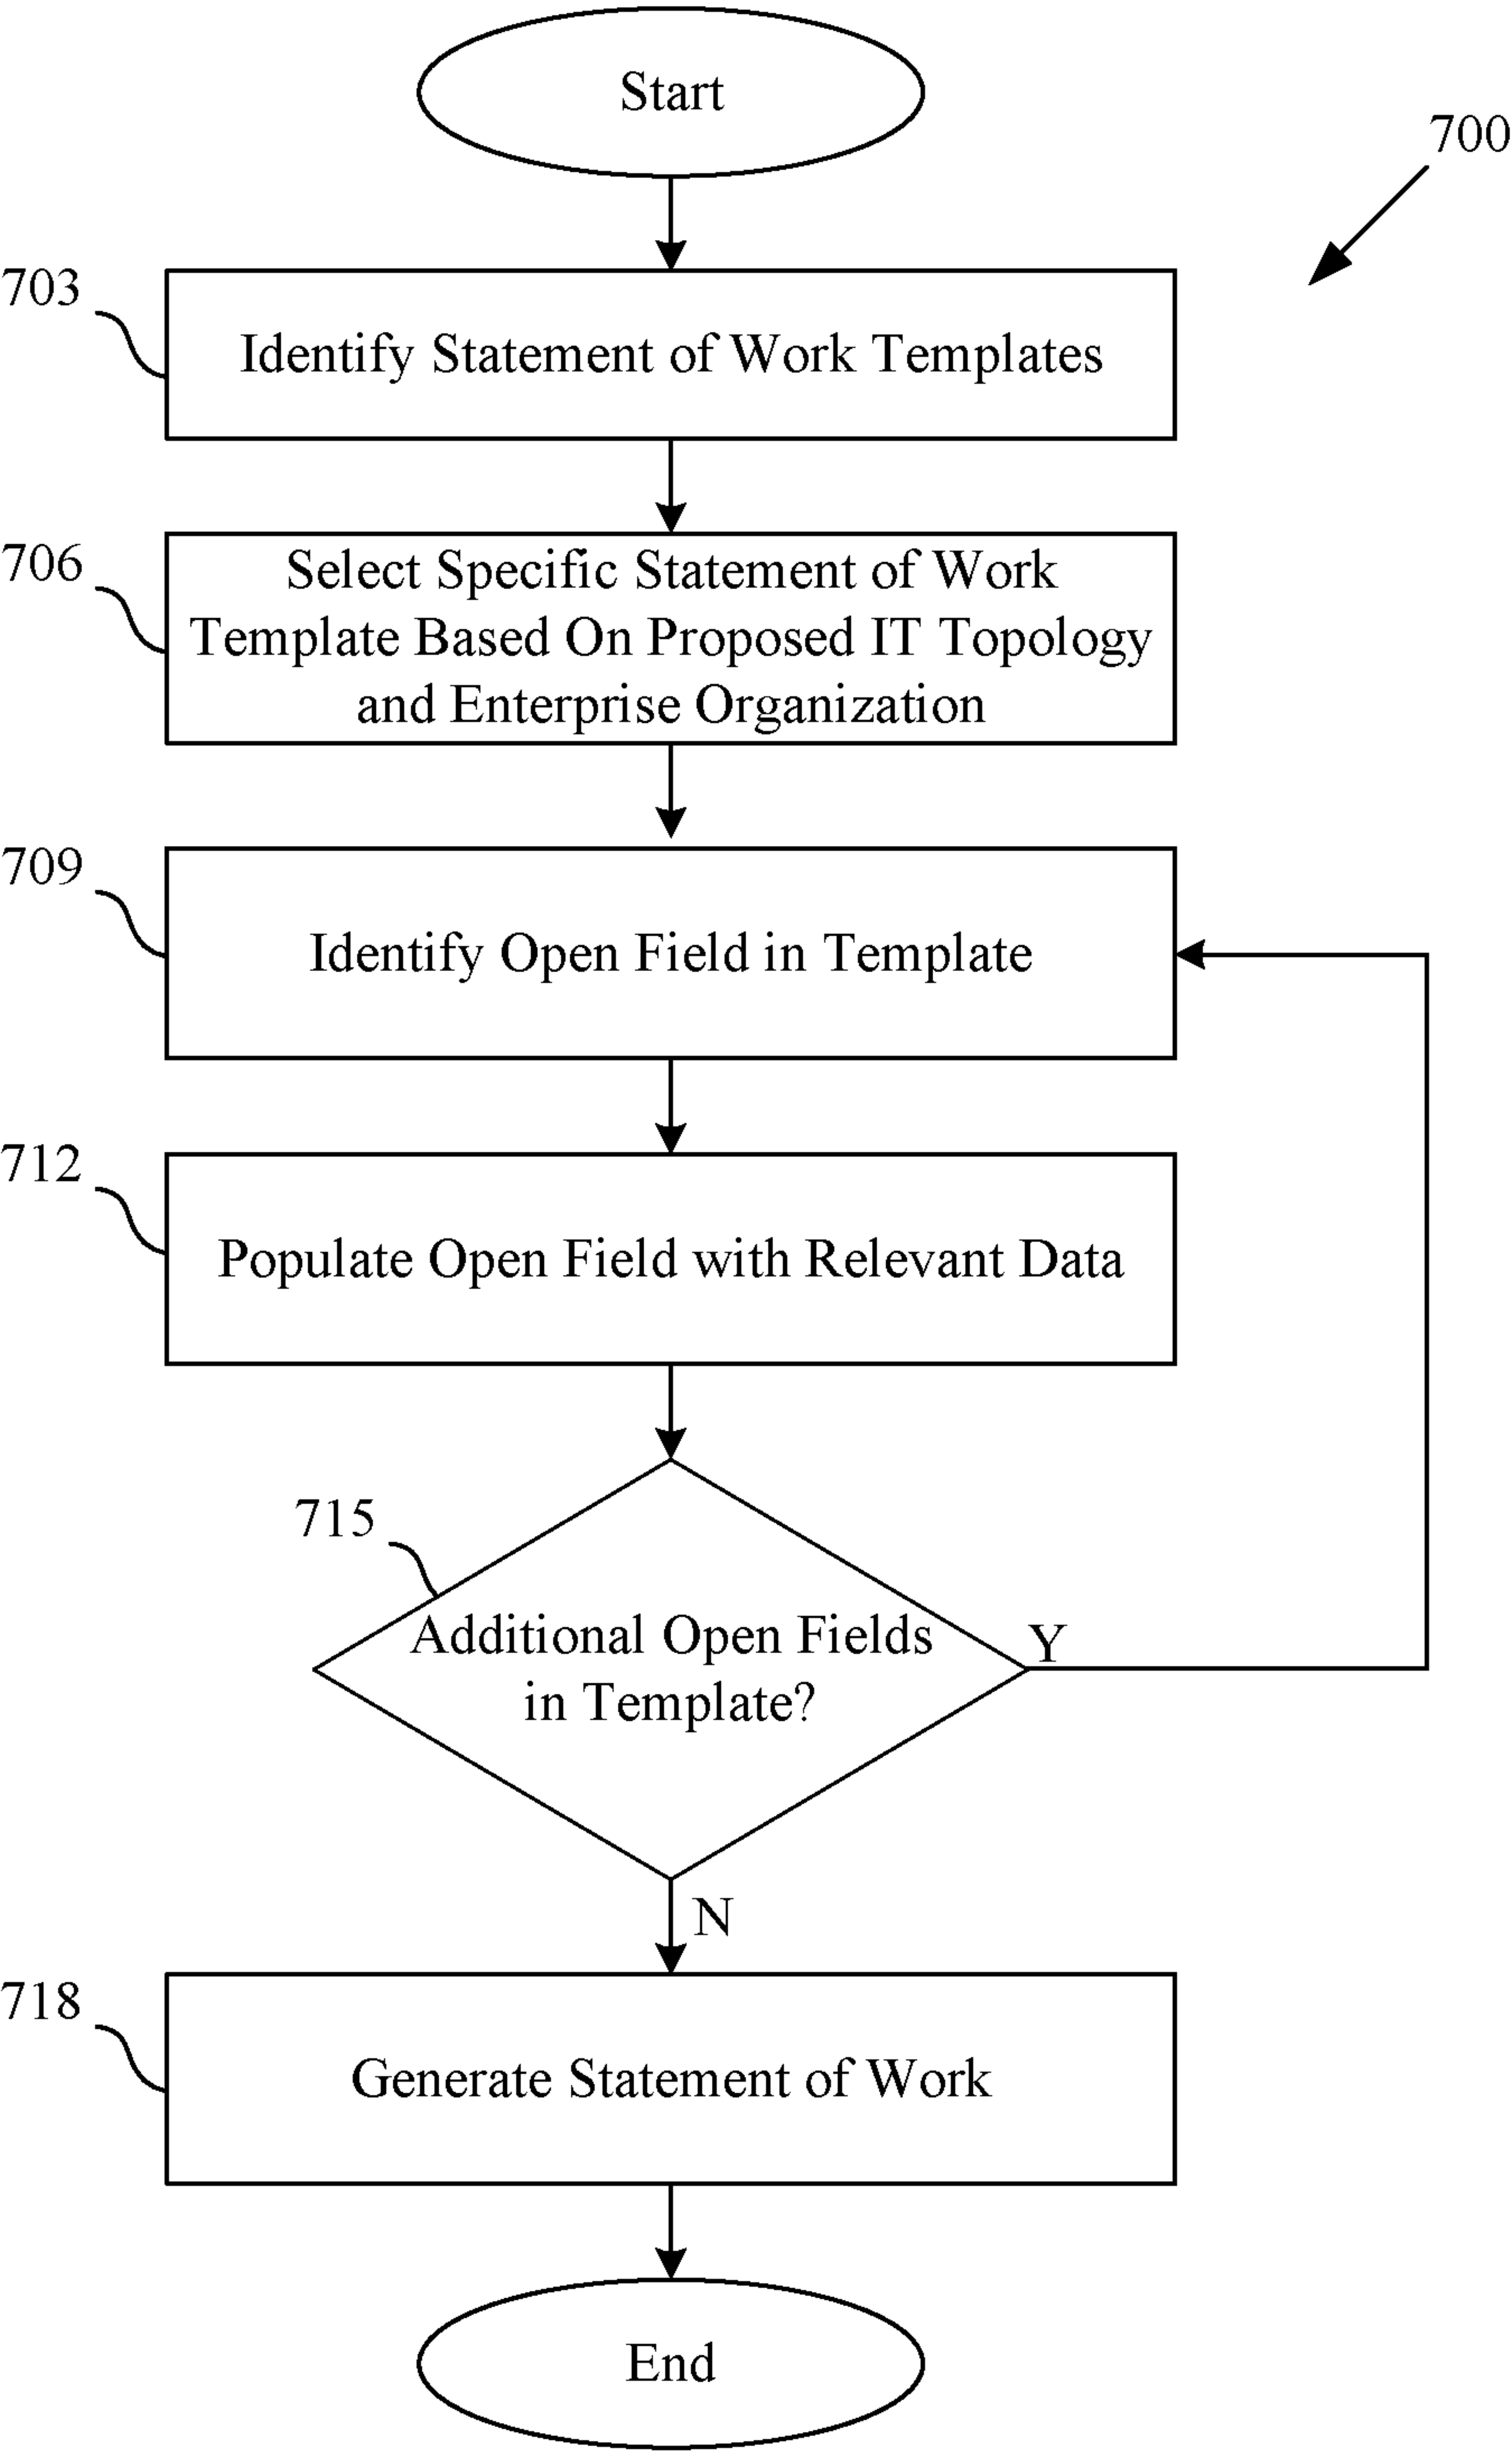 Start
700
703
Identify Statement of Work Templates
706
Select Specific Statement of Work
Template Based On Proposed IT Topology
and Enterprise Organization
709
Identify Open Field in Template
712
Populate Open Field with Relevant Data
715
Additional Open Fields
in Template?
Y
N
718
Generate Statement of Work
End